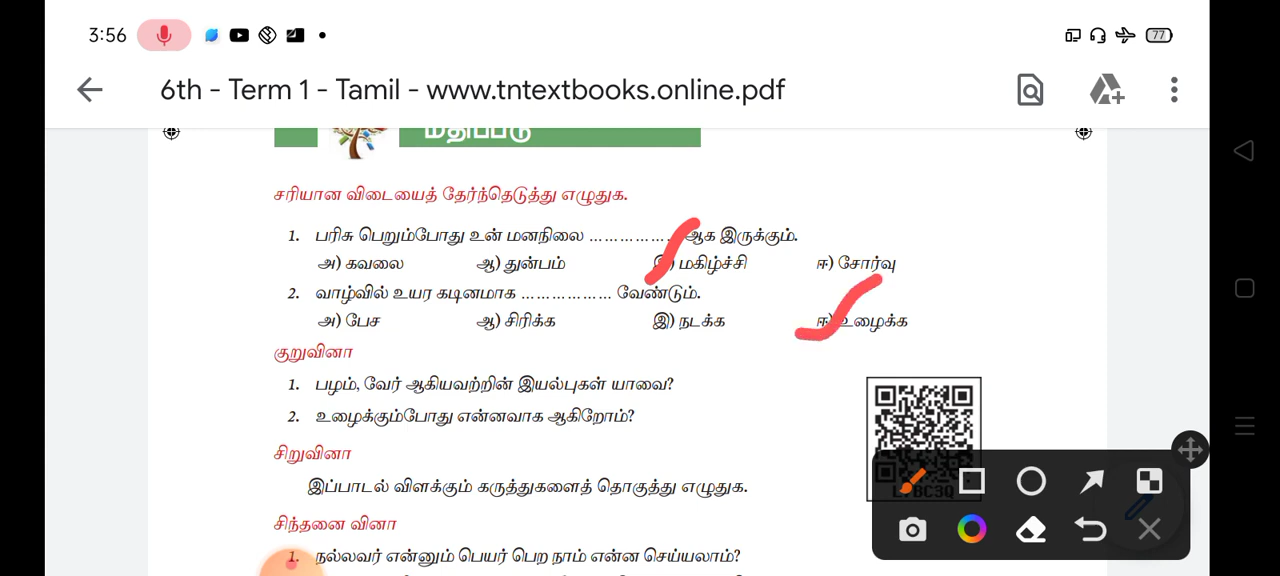 3:56
77
6th - Term 1 - Tamil - www.tntextbooks.online.pdf
மதிப்பீடு
சரியான விடையைத் தேர்ந்தெடுத்து எழுதுக.
1. பரிசு பெறும்போது உன் மனநிலை ……………… ஆக இருக்கும்.
அ) கவலை ஆ) துன்பம் இ) மகிழ்ச்சி ஈ) சோர்வு
2. வாழ்வில் உயர கடினமாக ……………… வேண்டும்.
அ) பேச ஆ) சிரிக்க இ) நடக்க ஈ) உழைக்க
குறுவினா
1. பழம், வேர் ஆகியவற்றின் இயல்புகள் யாவை?
2. உழைக்கும்போது என்னவாக ஆகிறோம்?
சிறுவினா
இப்பாடல் விளக்கும் கருத்துகளைத் தொகுத்து எழுதுக.
சிந்தனை வினா
1. நல்லவர் என்னும் பெயர் பெற நாம் என்ன செய்யலாம்?